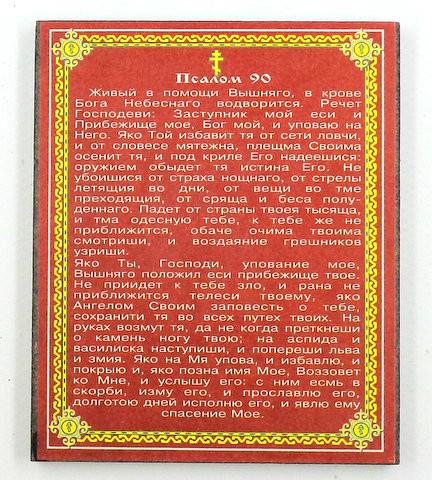 Псалом 90
Живый в помощи Вышняго, в крове
Бога Небеснаго водворится. Речет
Господеви: Заступник мой еси и
Прибежище мое, Бог мой, и уповаю на
Него. Яко Той избавит тя от сети ловчи,
и от словесе мятежна, плещма Своима
осенит тя, и под криле Его надеешися:
оружием обыдет тя истина Его. Не
убоишися от страха нощнаго, от стрелы
летящия во дни, от вещи во тме
преходящия, от сряща и беса полу-
деннаго. Падет от страны твоея тысяща,
и тма одесную тебе, к тебе же не
приближится, обаче очима твоима
смотриши, и воздаяние грешников
узриши.
Яко Ты, Господи, упование мое,
Вышняго положил еси прибежище твое.
Не приидет к тебе зло, и рана не
приближится телеси твоему, яко
Ангелом Своим заповесть о тебе,
сохранити тя во всех путех твоих. На
руках возмут тя, да не когда преткнеши
о камень ногу твою; на аспида и
василиска наступиши, и попереши льва
и змия. Яко на Мя упова, и избавлю, и
покрыю и, яко позна имя Мое, Воззовет
ко Мне, и услышу его: с ним есмь в
скорби, изму его, и прославлю его,
долготою дней исполню его, и явлю ему
спасение Мое.